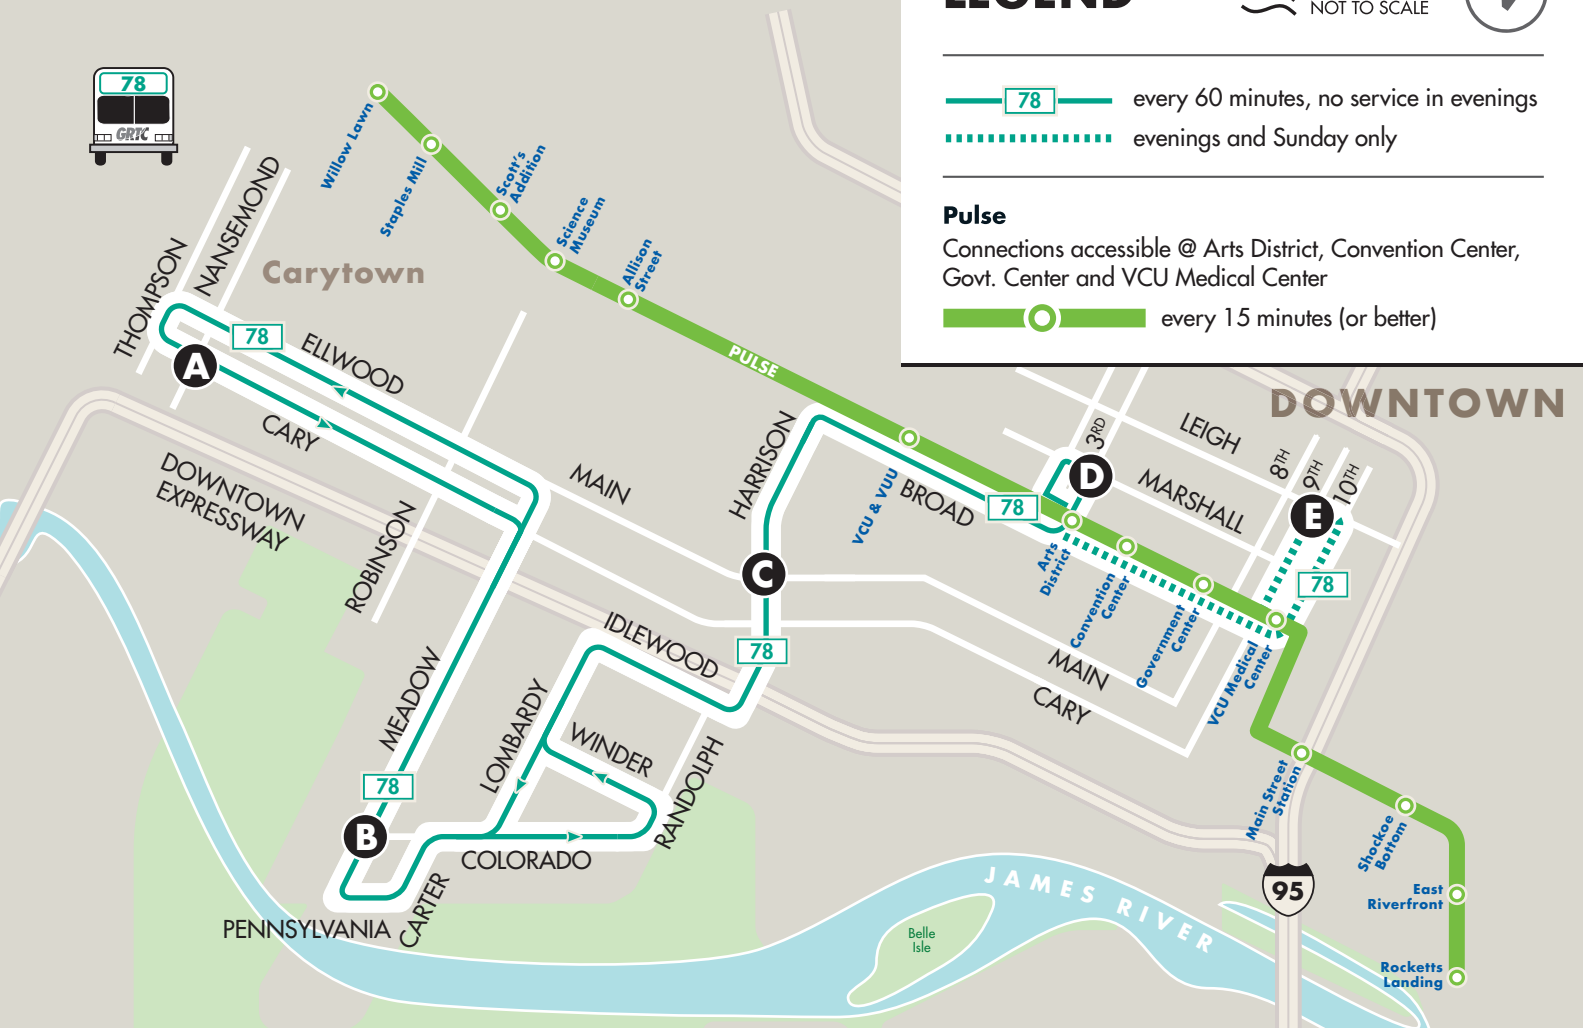 LEGEND
NOT TO SCALE
78
every 60 minutes, no service in evenings
evenings and Sunday only
Pulse
Connections accessible @ Arts District, Convention Center,
Govt. Center and VCU Medical Center
every 15 minutes (or better)
78
GRTC
Willow Lawn
Staples Mill
Scott's
Addition
Science
Museum
Allison
Street
THOMPSON
NANSEMOND
Carytown
78
A
ELLWOOD
CARY
PULSE
DOWNTOWN
EXPRESSWAY
ROBINSON
MAIN
HARRISON
VCU & VUU
BROAD
78
3RD
D
LEIGH
MARSHALL
DOWNTOWN
8TH
9TH
10TH
E
78
Arts
District
Convention
Center
Government
Center
VCU Medical
Center
C
78
IDLEWOOD
MAIN
CARY
MEADOW
LOMBARDY
WINDER
RANDOLPH
78
B
COLORADO
CARTER
PENNSYLVANIA
Main Street
Station
Shockoe
Bottom
95
East
Riverfront
Rocketts
Landing
JAMES RIVER
Belle
Isle